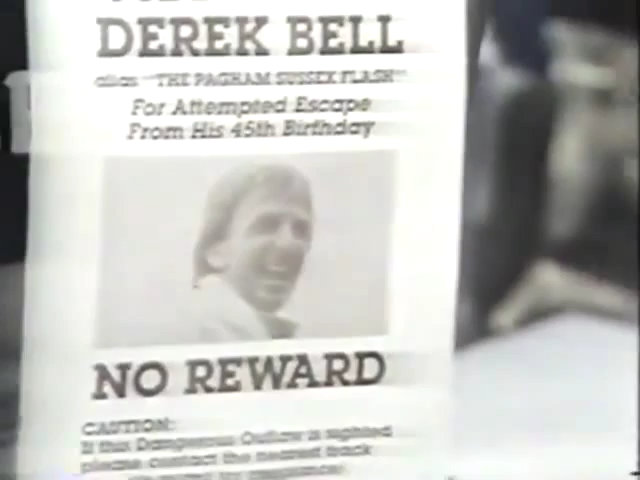 DEREK BELL
alias "THE PAGHAM SUSSEX FLASH"
For Attempted Escape
From His 45th Birthday
NO REWARD
CAUTION:
If this Dangerous Outlaw is sighted
please contact the nearest track